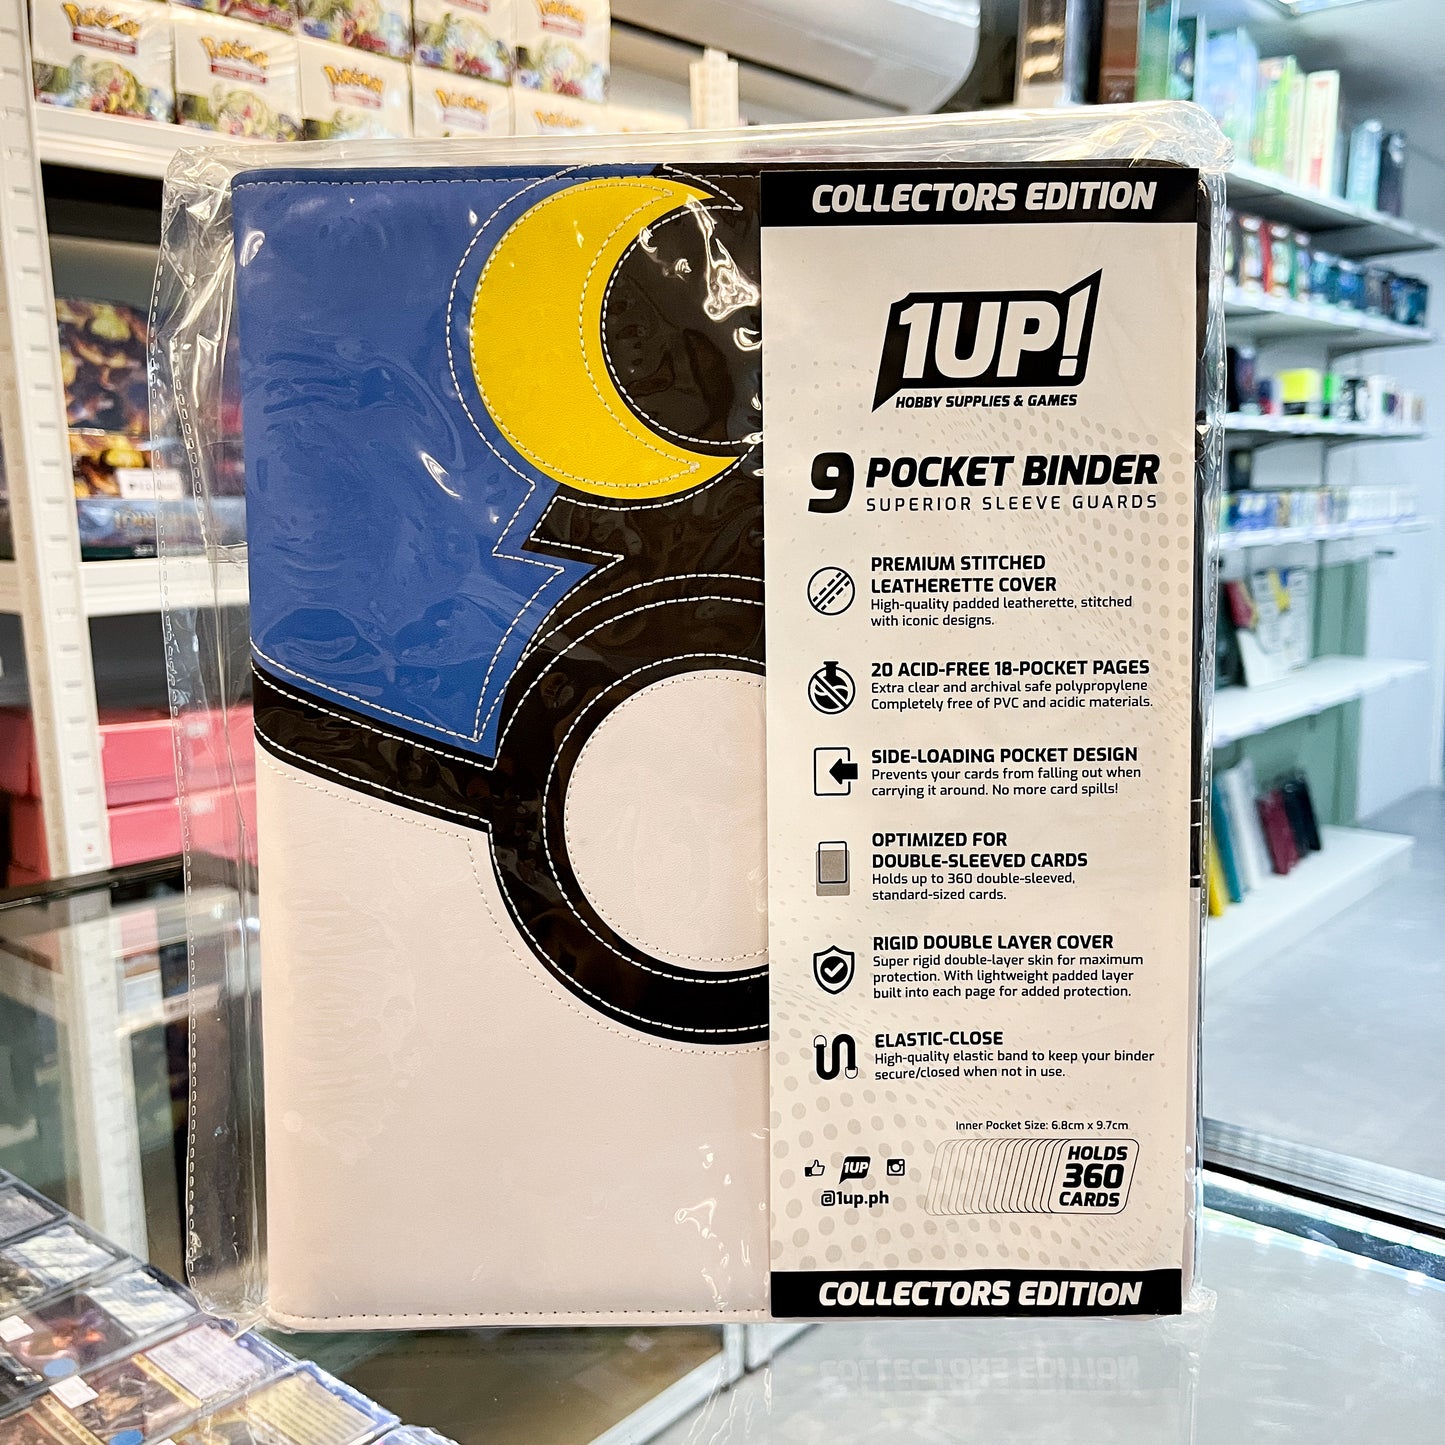 Pokémon
Pokémon
Pokémon
Pokémon
Pokémon
COLLECTORS EDITION
1UP!
HOBBY SUPPLIES & GAMES
9 POCKET BINDER
SUPERIOR SLEEVE GUARDS
PREMIUM STITCHED
LEATHERETTE COVER
High-quality padded leatherette, stitched
with iconic designs.
20 ACID-FREE 18-POCKET PAGES
Extra clear and archival safe polypropylene
Completely free of PVC and acidic materials.
SIDE-LOADING POCKET DESIGN
Prevents your cards from falling out when
carrying it around. No more card spills!
OPTIMIZED FOR
DOUBLE-SLEEVED CARDS
Holds up to 360 double-sleeved,
standard-sized cards.
RIGID DOUBLE LAYER COVER
Super rigid double-layer skin for maximum
protection. With lightweight padded layer
built into each page for added protection.
ELASTIC-CLOSE
High-quality elastic band to keep your binder
secure/closed when not in use.
Inner Pocket Size: 6.8cm x 9.7cm
1UP
@1up.ph
HOLDS
360
CARDS
COLLECTORS EDITION